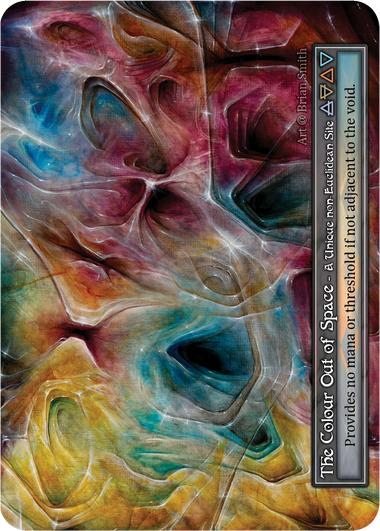 The Colour Out of Space - A Unique non-Euclidean Site
Provides no mana or threshold if not adjacent to the void.
Art @ Brian Smith